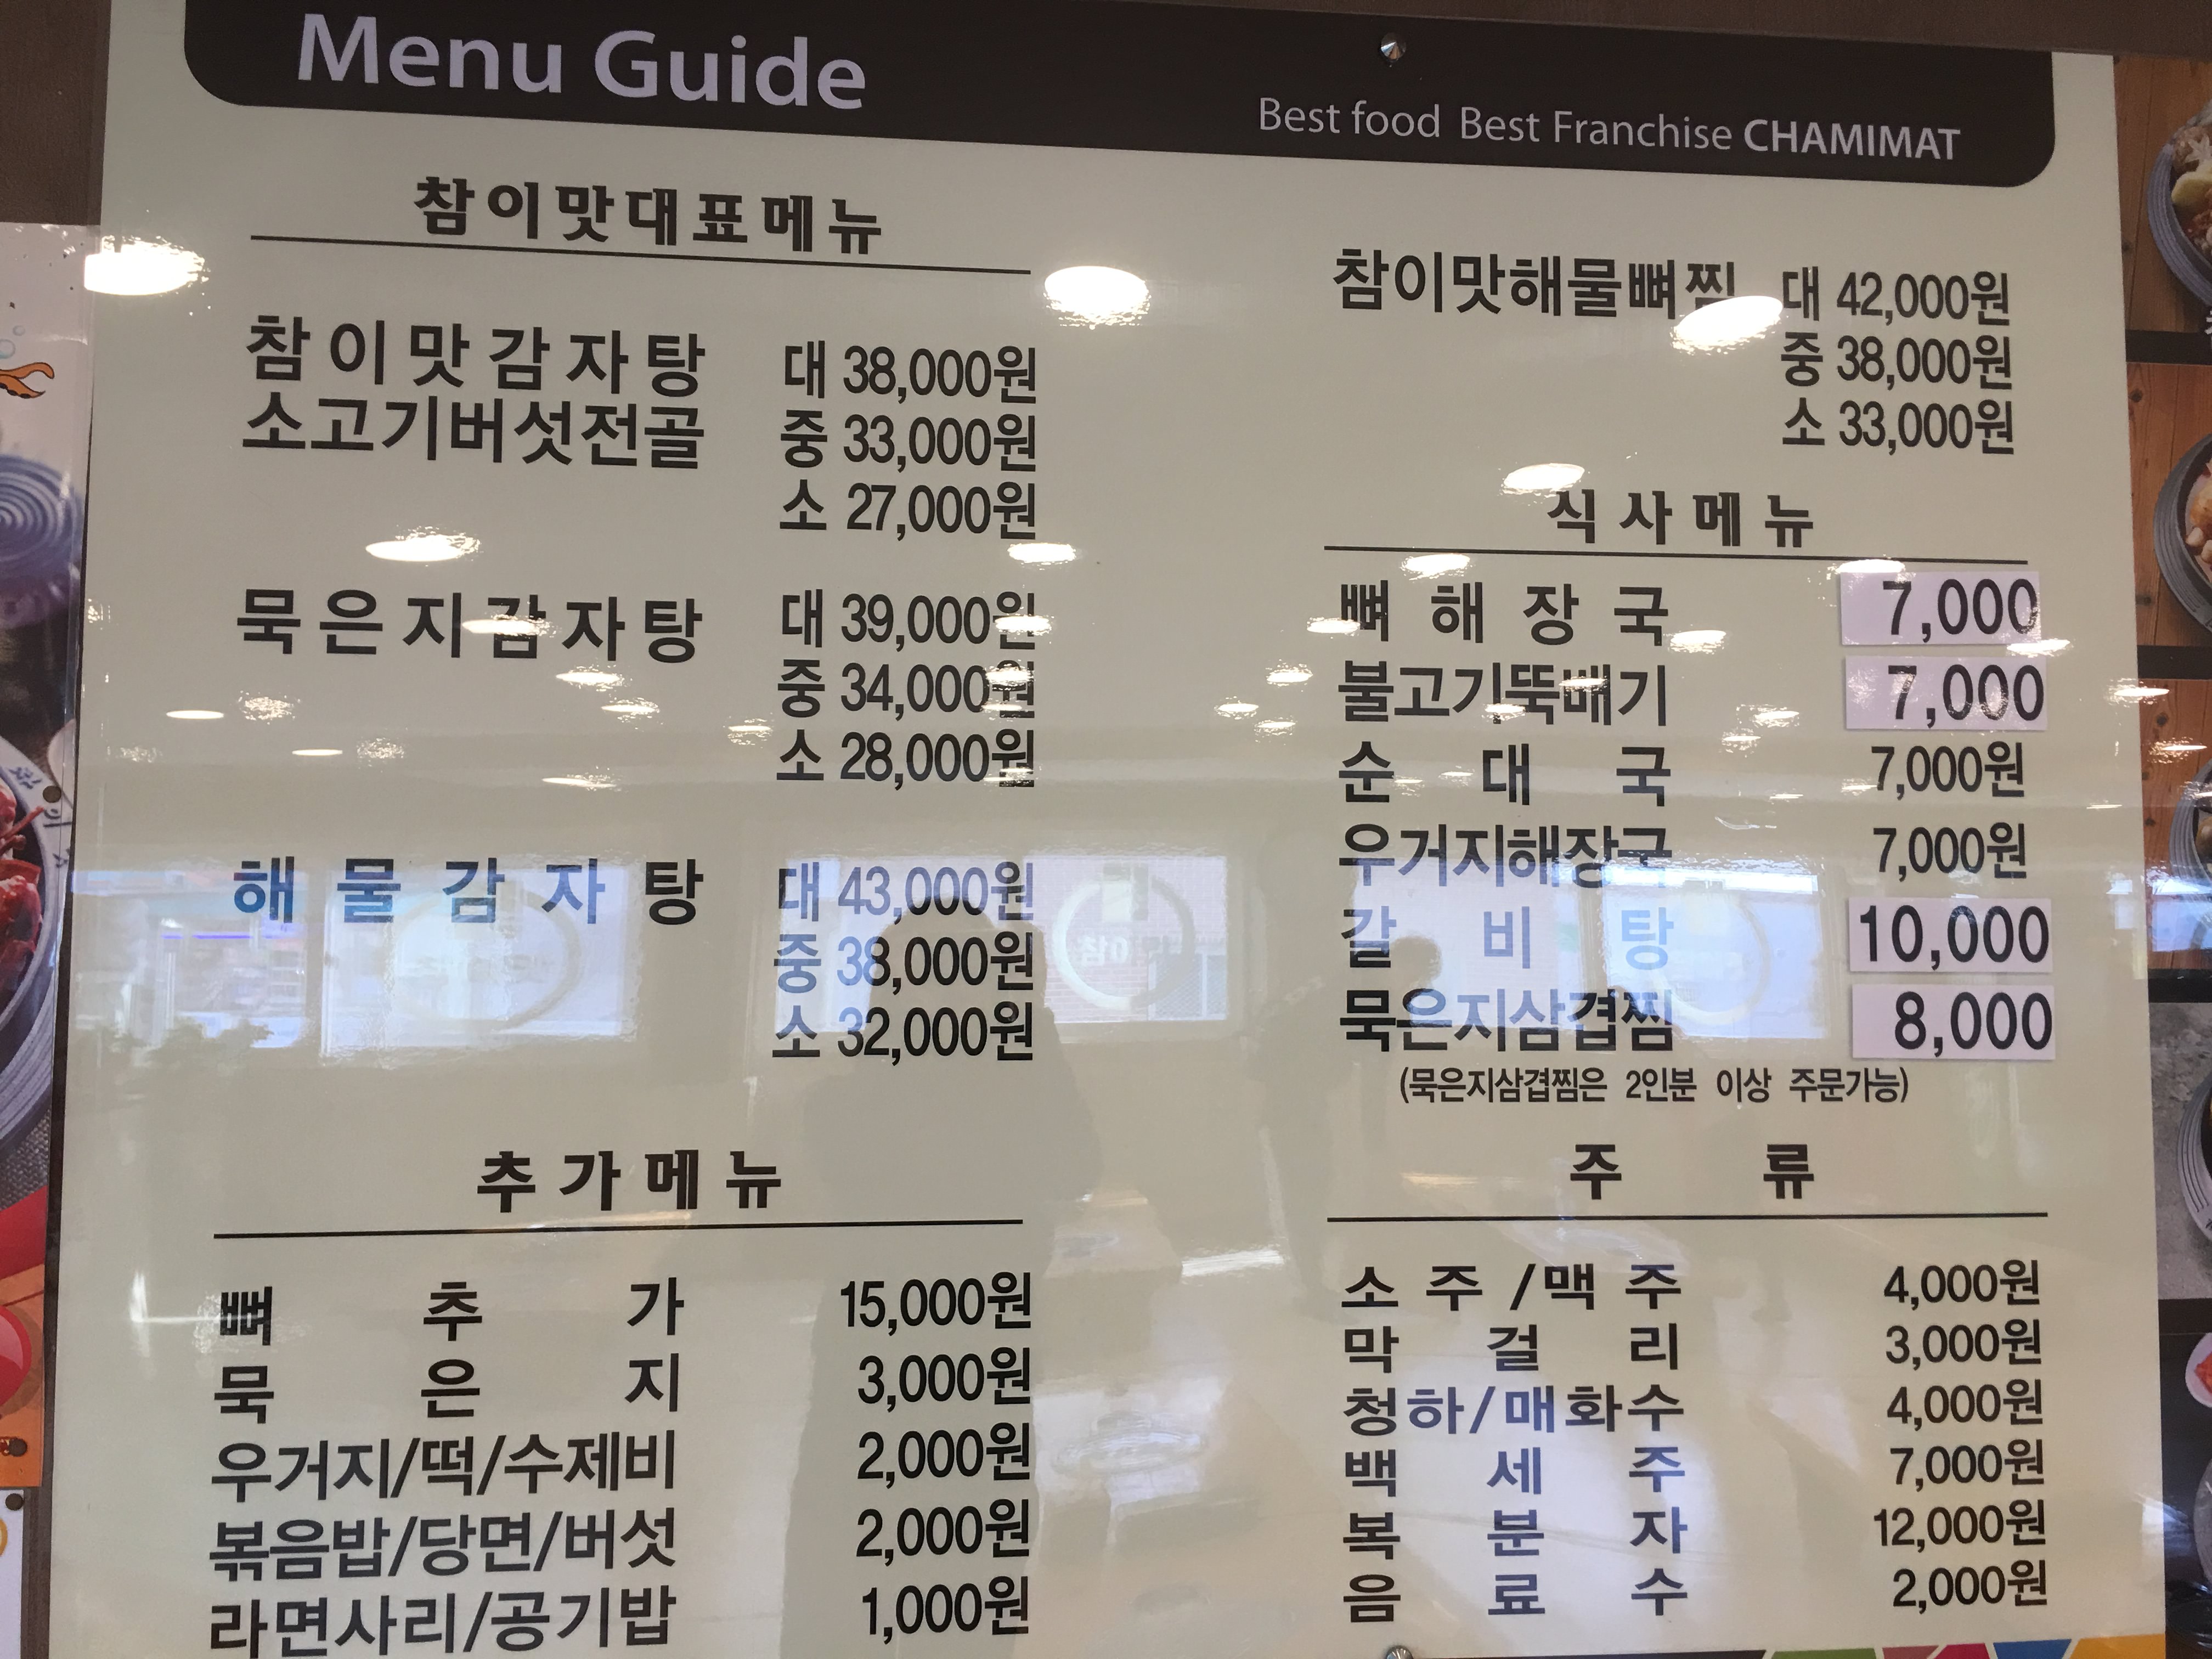 Menu Guide
Best food Best Franchise CHAMIMAT
참이맛대표메뉴
참이맛감자탕 대 38,000원
소고기버섯전골 중 33,000원
소 27,000원
묵은지감자탕 대 39,000원
중 34,000원
소 28,000원
해물감자탕 대 43,000원
중 38,000원
소 32,000원
추가메뉴
뼈추가 15,000원
묵은지 3,000원
우거지/떡/수제비 2,000원
볶음밥/당면/버섯 2,000원
라면사리/공기밥 1,000원
참이맛해물뼈찜 대 42,000원
중 38,000원
소 33,000원
식사메뉴
뼈해장국 7,000
불고기뚝배기 7,000
순대국 7,000원
우거지해장국 7,000원
갈비탕 10,000
묵은지삼겹찜 8,000
(묵은지삼겹찜은 2인분 이상 주문가능)
주류
소주/맥주 4,000원
막걸리 3,000원
청하/매화수 4,000원
백세주 7,000원
복분자 12,000원
음료수 2,000원